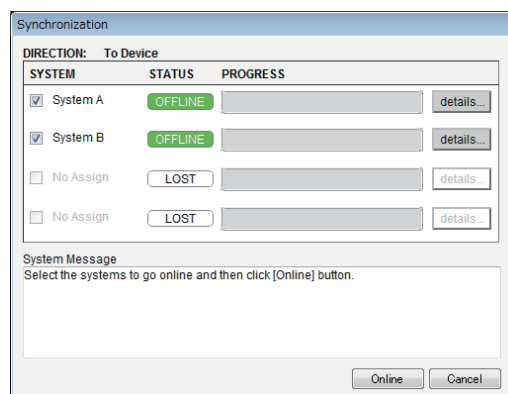 Synchronization
DIRECTION: To Device
SYSTEM STATUS PROGRESS
System A OFFLINE details...
System B OFFLINE details...
No Assign LOST details...
No Assign LOST details...
System Message
Select the systems to go online and then click [Online] button.
Online Cancel